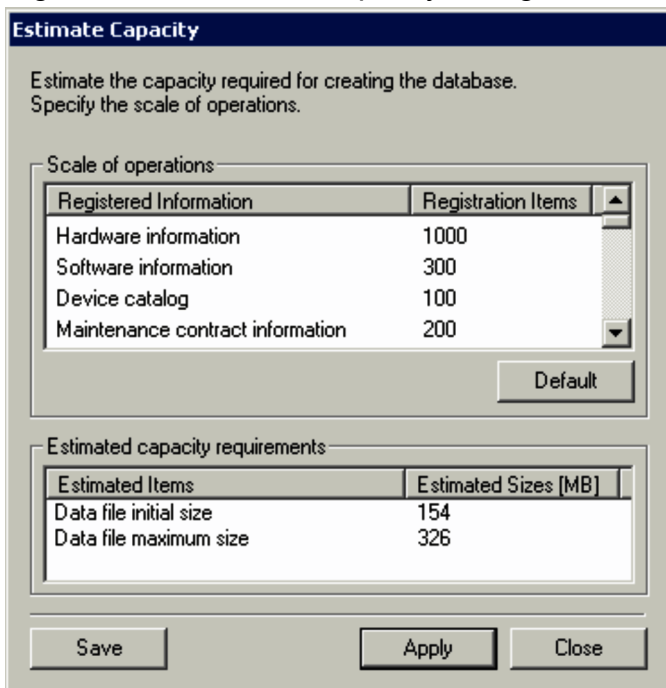 Estimate Capacity
Estimate the capacity required for creating the database.
Specify the scale of operations.
Scale of operations
Registered Information Registration Items
Hardware information 1000
Software information 300
Device catalog 100
Maintenance contract information 200
Default
Estimated capacity requirements
Estimated Items Estimated Sizes [MB]
Data file initial size 154
Data file maximum size 326
Save Apply Close